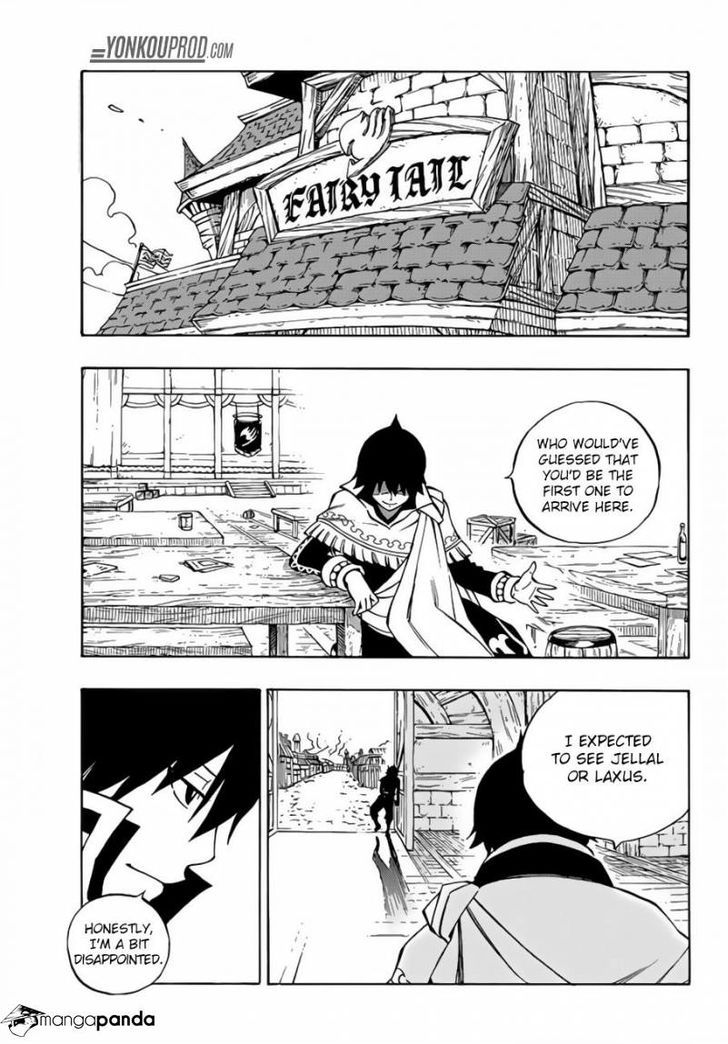 =YONKOUPROD.COM
FAIRY TAIL
WHO WOULD'VE
GUESSED THAT
YOU'D BE THE
FIRST ONE TO
ARRIVE HERE.
I EXPECTED
TO SEE JELLAL
OR LAXUS.
HONESTLY,
I'M A BIT
DISAPPOINTED.
mangapanda